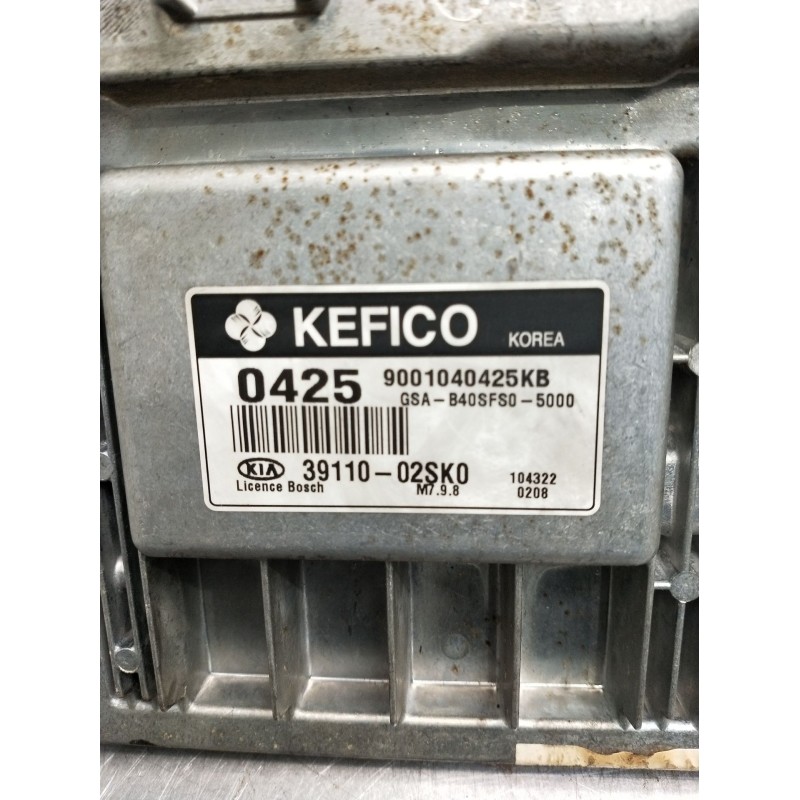 KEFICO KOREA
0425 9001040425KB
GSA-B40SFS0-5000
KIA 39110-02SK0 104322
Licence Bosch M7.9.8 0208